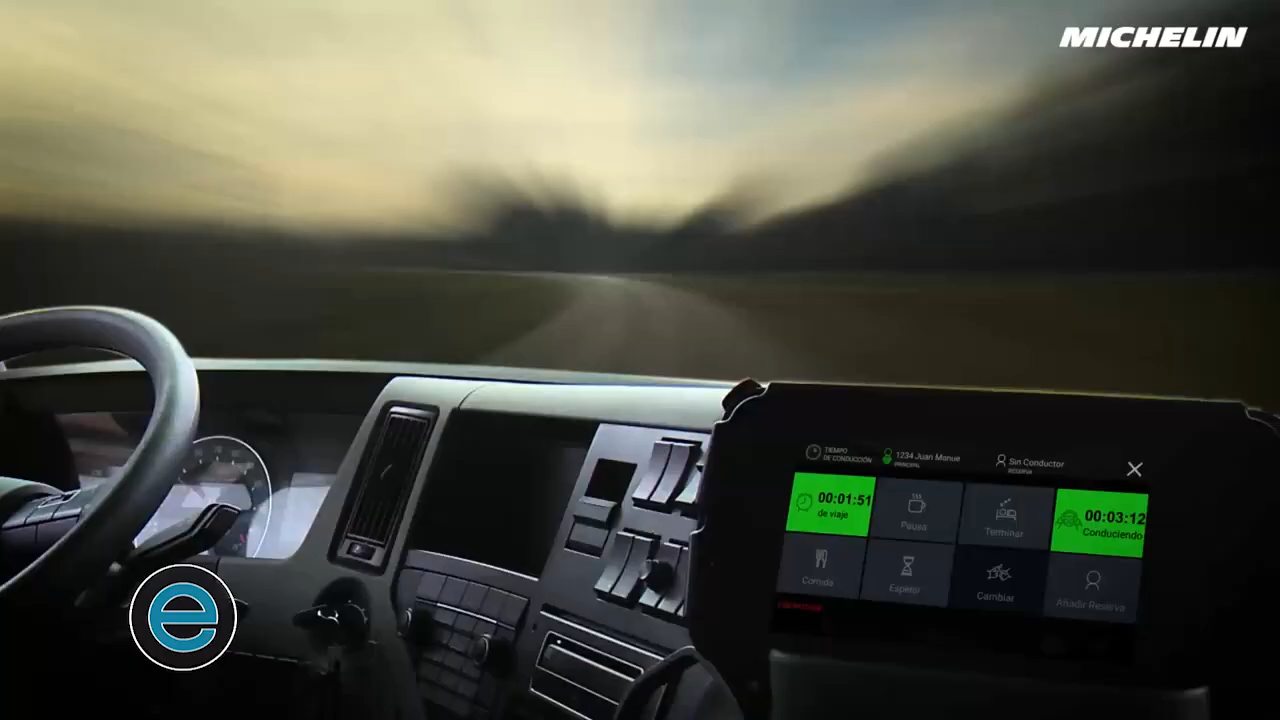 MICHELIN
TIEMPO
DE CONDUCCIÓN
1234 Juan Manue
PRINCIPAL
Sin Conductor
RESERVA
00:01:51
de viaje
Pausa
Terminar
00:03:12
Conduciendo
Comida
Espera
Cambiar
Añadir Reserva
e